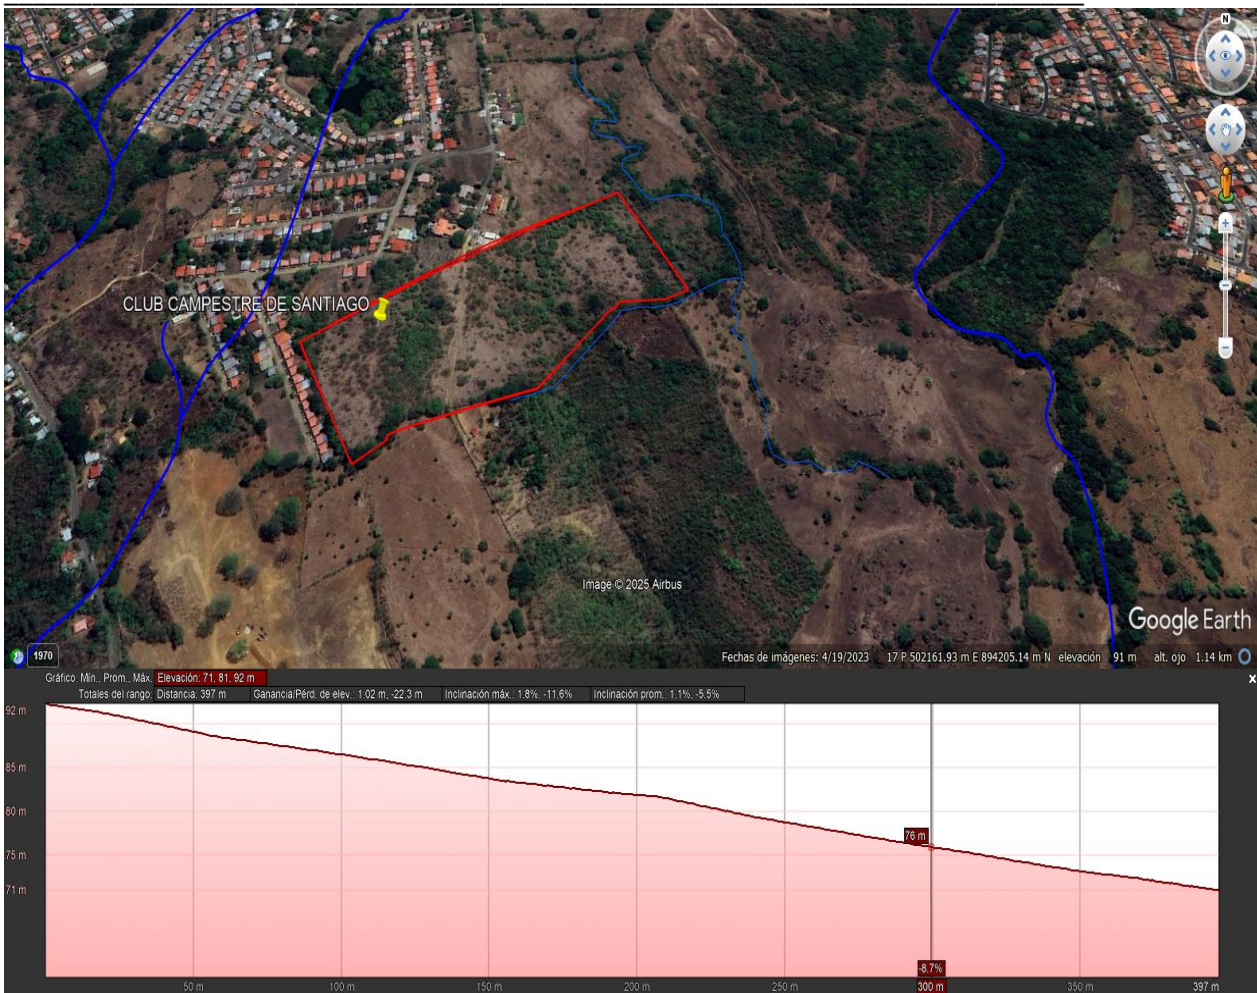 N
CLUB CAMPESTRE DE SANTIAGO
Image © 2025 Airbus
Google Earth
1970
Fechas de imágenes: 4/19/2023 17 P 502161.93 m E 894205.14 m N elevación 91 m alt. ojo 1.14 km
Gráfico: Mín., Prom., Máx. Elevación: 71, 81, 92 m
Totales del rango: Distancia: 397 m Ganancia/Pérd. de elev.: 1.02 m, -22.3 m Inclinación máx.: 1.8%, -11.6% Inclinación prom.: 1.1%, -5.5%
92 m
85 m
80 m
76 m
75 m
71 m
-8.7%
50 m 100 m 150 m 200 m 250 m 300 m 350 m 397 m